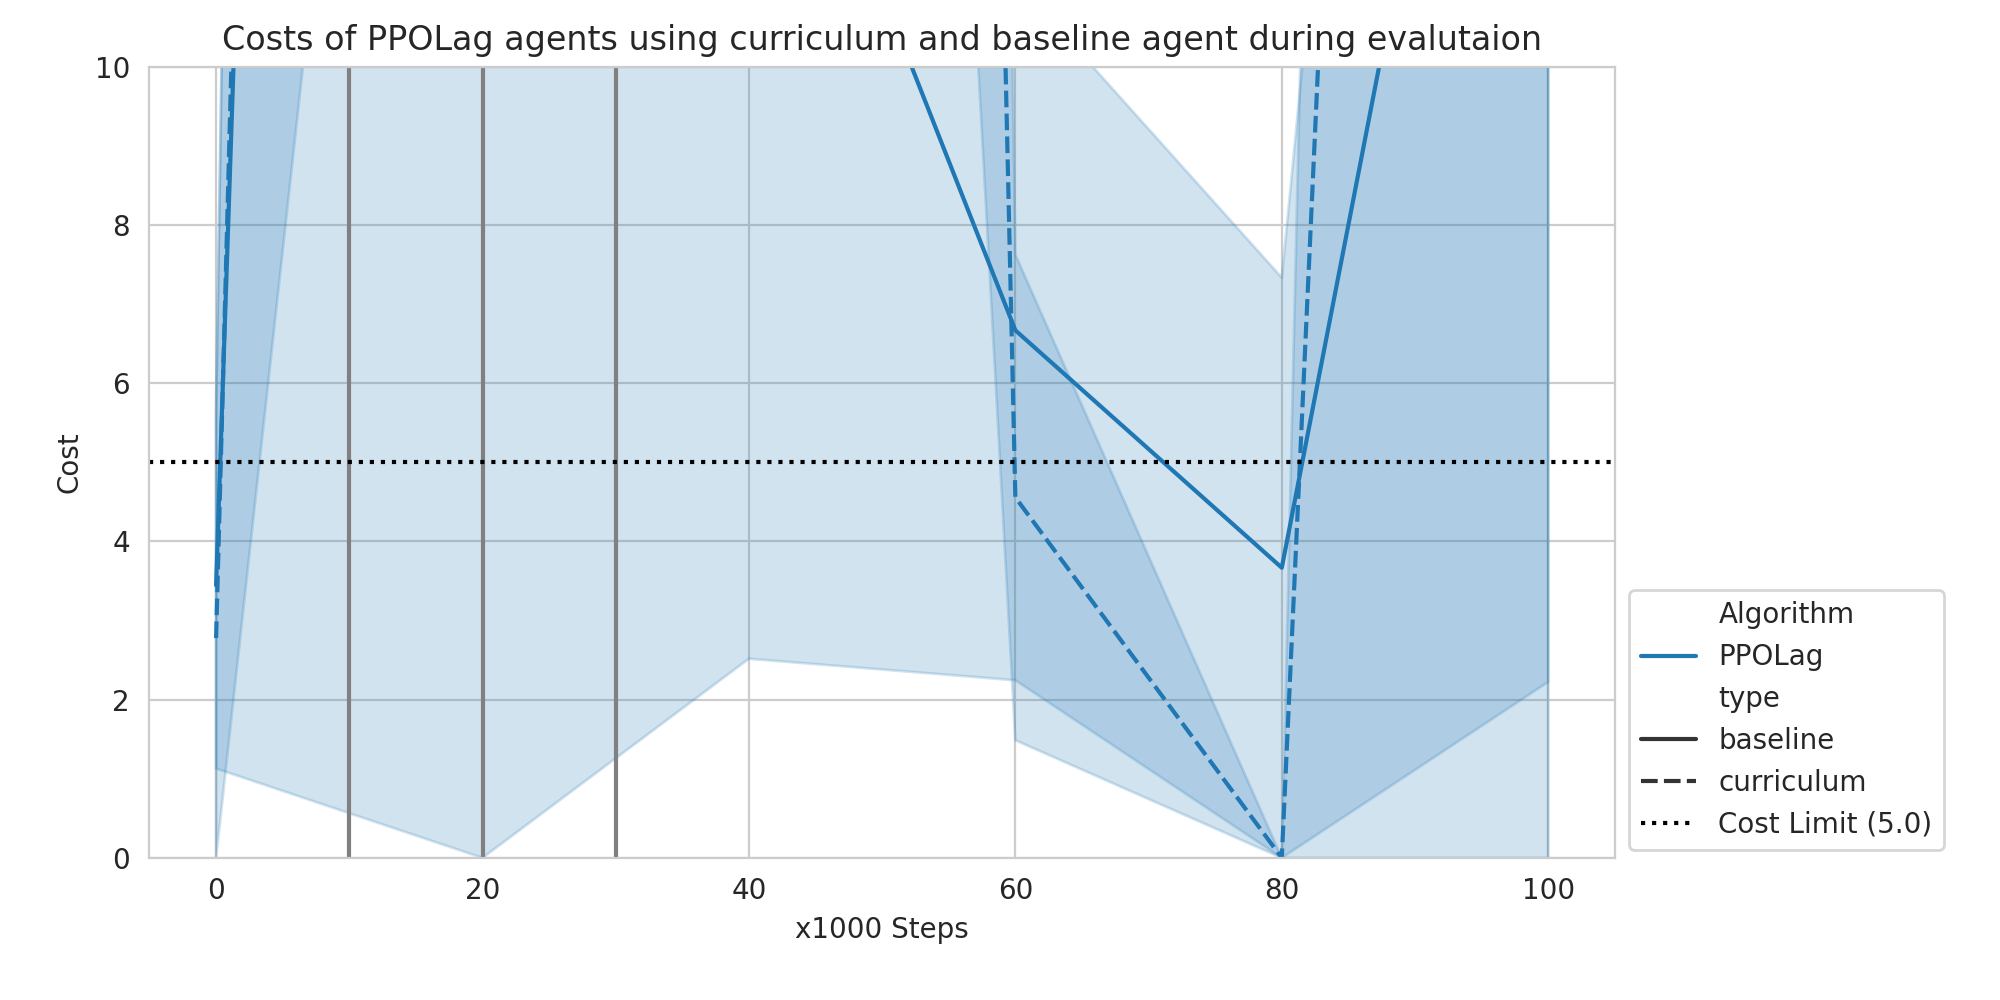 Costs of PPOLag agents using curriculum and baseline agent during evalutaion
10
8
6
4
2
0
Cost
0 20 40 60 80 100
x1000 Steps
Algorithm
PPOLag
type
baseline
curriculum
Cost Limit (5.0)